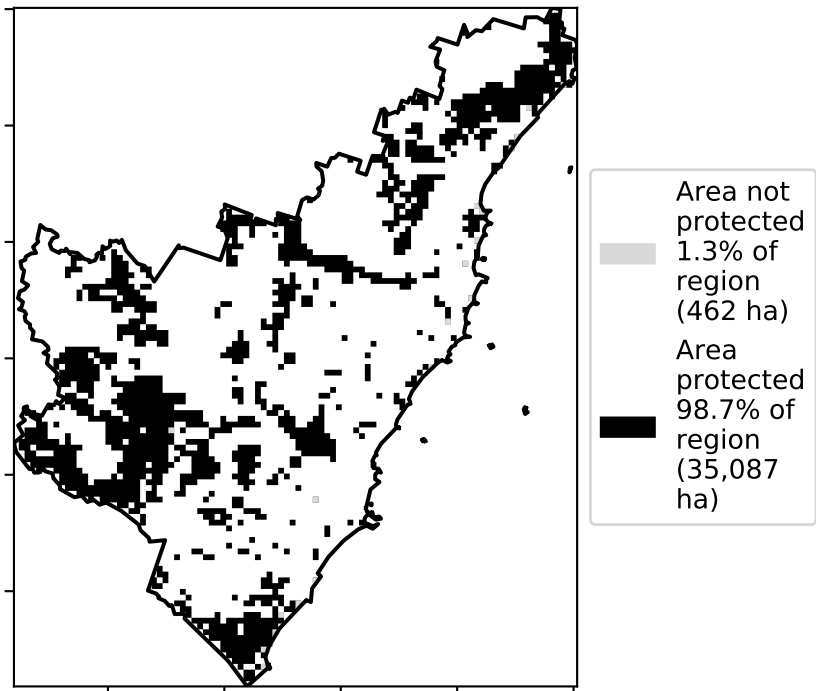 Area not
protected
1.3% of
region
(462 ha)
Area
protected
98.7% of
region
(35,087
ha)